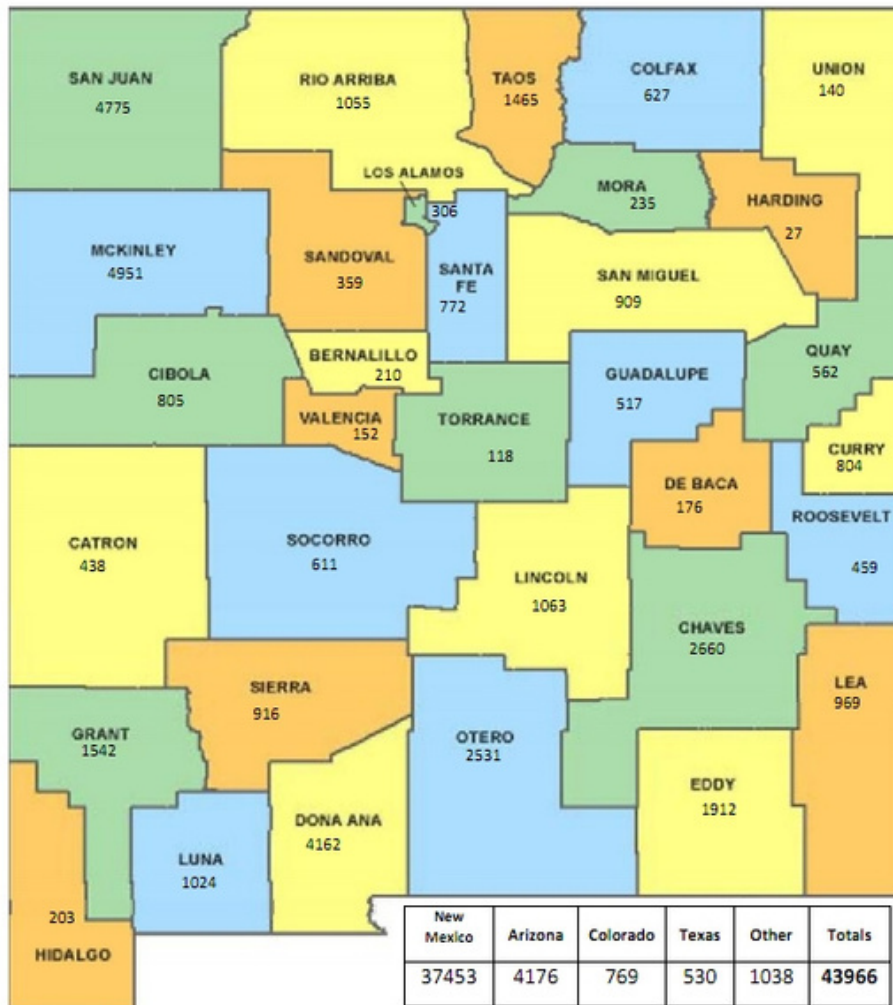 SAN JUAN
4775
RIO ARRIBA
1055
TAOS
1465
COLFAX
627
UNION
140
LOS ALAMOS
306
MORA
235
HARDING
27
MCKINLEY
4951
SANDOVAL
359
SANTA
FE
772
SAN MIGUEL
909
CIBOLA
805
BERNALILLO
210
GUADALUPE
517
QUAY
562
VALENCIA
152
TORRANCE
118
CURRY
804
DE BACA
176
ROOSEVELT
459
CATRON
438
SOCORRO
611
LINCOLN
1063
CHAVES
2660
SIERRA
916
LEA
969
GRANT
1542
OTERO
2531
EDDY
1912
DONA ANA
4162
LUNA
1024
203
HIDALGO
New
Mexico Arizona Colorado Texas Other Totals
37453 4176 769 530 1038 43966